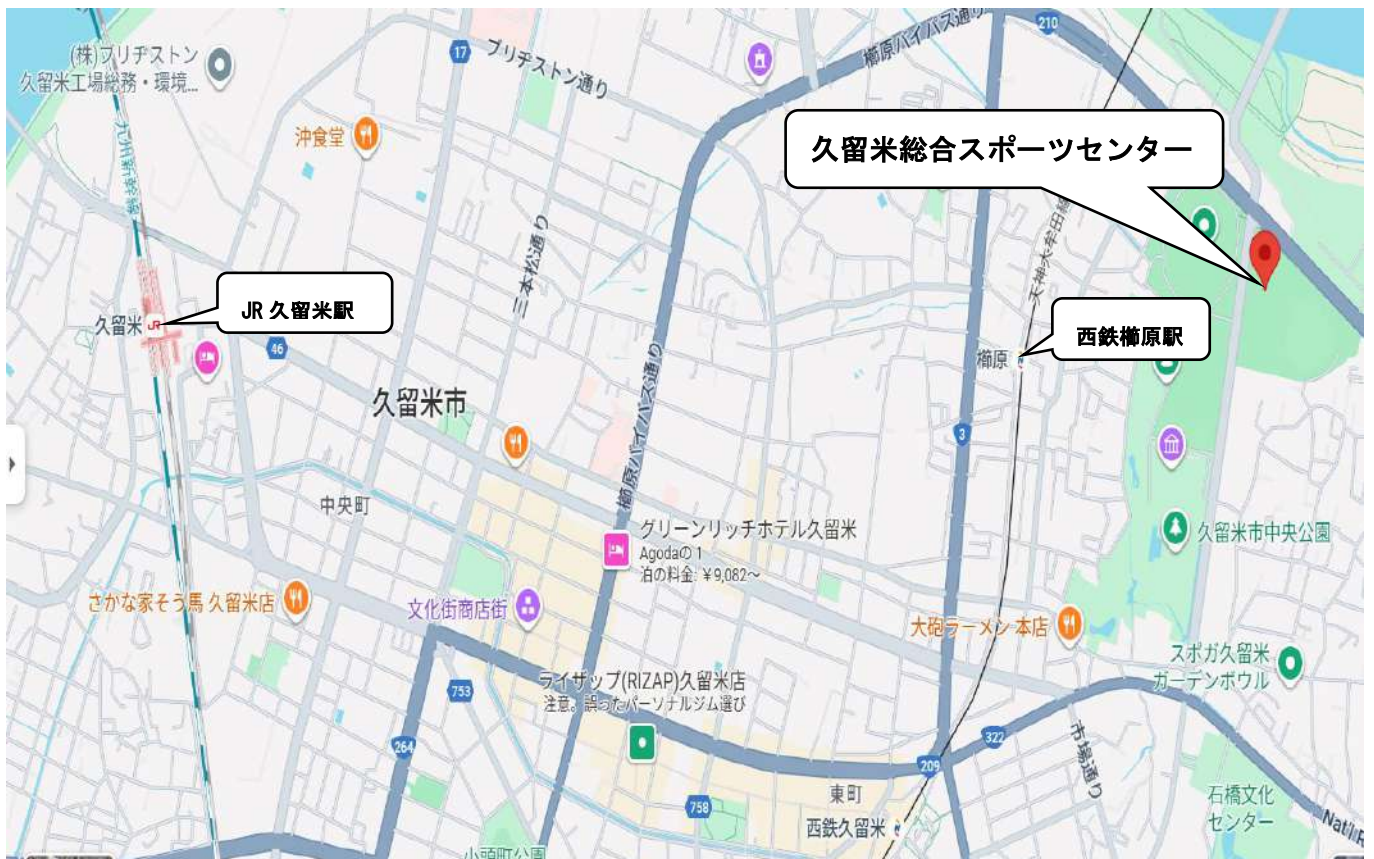 (株)ブリヂストン
久留米工場総務・環境...
17
ブリヂストン通り
櫛原バイパス通り
210
沖食堂
久留米総合スポーツセンター
三本松通り
JR 久留米駅
久留米
JR
46
久留米市
櫛原バイパス通り
西鉄櫛原駅
櫛原
3
中央町
グリーンリッチホテル久留米
Agodaの 1
泊の料金: ¥9,082~
久留米市中央公園
さかな家そう馬 久留米店
文化街商店街
大砲ラーメン 本店
スポガ久留米
ガーデンボウル
ライザップ(RIZAP)久留米店
注意。誤ったパーソナルジム選び
753
264
322
209
市場通り
758
東町
西鉄久留米
石橋文化
センター
Nat'l R
小頭町公園